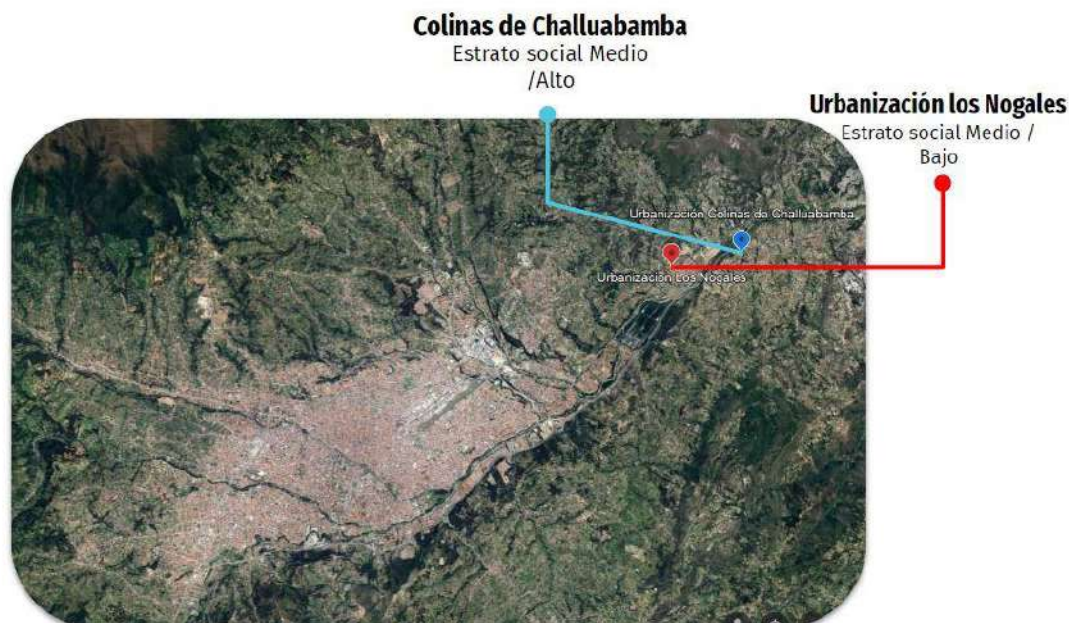 Colinas de Challuabamba
Estrato social Medio
/Alto
Urbanización los Nogales
Estrato social Medio /
Bajo
Urbanización Colinas de Challuabamba
Urbanización Los Nogales